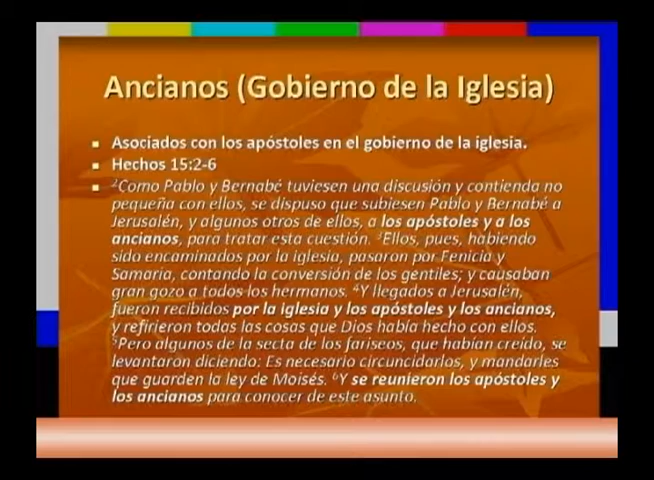 Ancianos (Gobierno de la Iglesia)
Asociados con los apóstoles en el gobierno de la iglesia.
Hechos 15:2-6
²Como Pablo y Bernabé tuviesen una discusión y contienda no
pequeña con ellos, se dispuso que subiesen Pablo y Bernabé a
Jerusalén, y algunos otros de ellos, a los apóstoles y a los
ancianos, para tratar esta cuestión. ³Ellos, pues, habiendo
sido encaminados por la iglesia, pasaron por Fenicia y
Samaria, contando la conversión de los gentiles; y causaban
gran gozo a todos los hermanos. ⁴Y llegados a Jerusalén,
fueron recibidos por la iglesia y los apóstoles y los ancianos,
y refirieron todas las cosas que Dios había hecho con ellos.
⁵Pero algunos de la secta de los fariseos, que habían creído, se
levantaron diciendo: Es necesario circuncidarlos, y mandarles
que guarden la ley de Moisés. ⁶Y se reunieron los apóstoles y
los ancianos para conocer de este asunto.